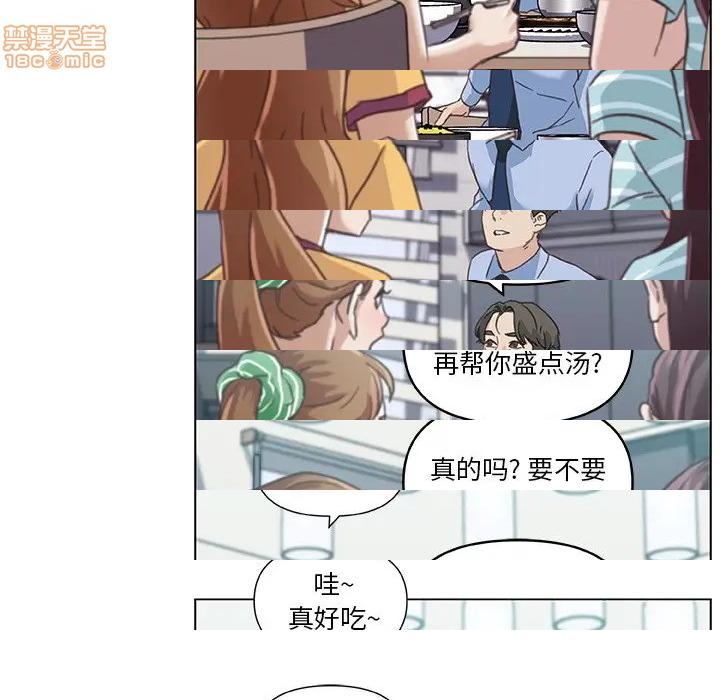 禁漫天堂
18comic
再帮你盛点汤?
真的吗? 要不要
哇~
真好吃~